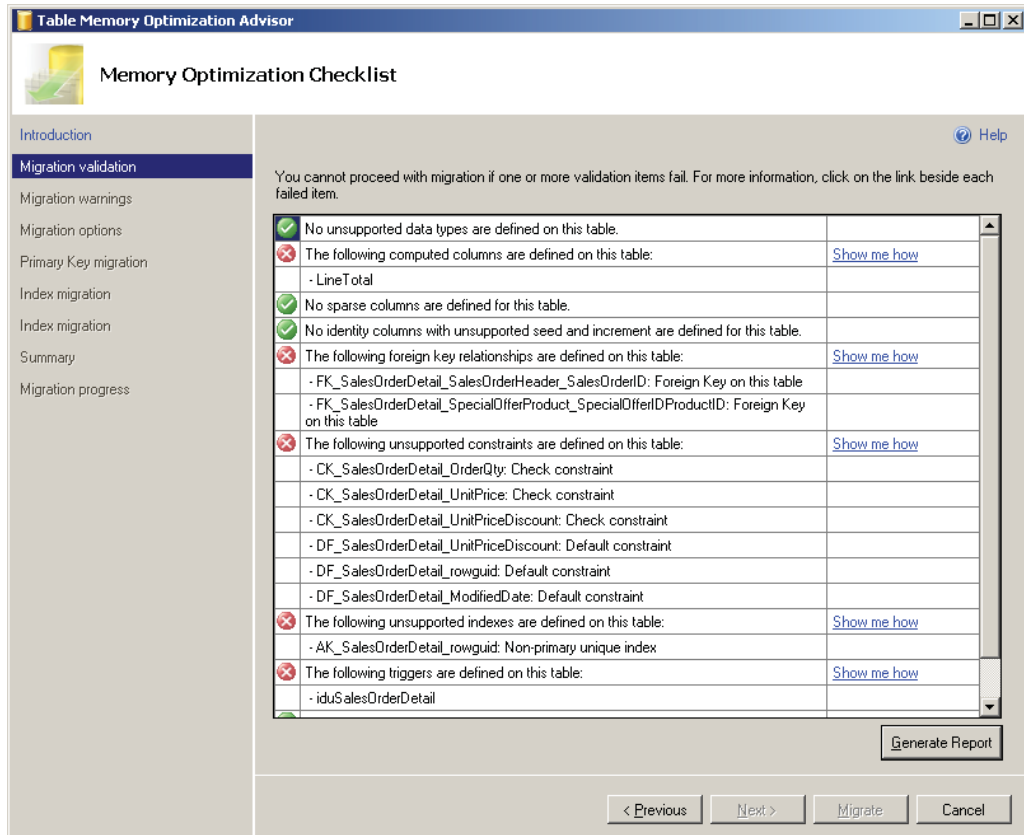 Table Memory Optimization Advisor
Memory Optimization Checklist
Introduction
Migration validation
Migration warnings
Migration options
Primary Key migration
Index migration
Index migration
Summary
Migration progress
Help
You cannot proceed with migration if one or more validation items fail. For more information, click on the link beside each
failed item.
No unsupported data types are defined on this table.
The following computed columns are defined on this table: Show me how
- LineTotal
No sparse columns are defined for this table.
No identity columns with unsupported seed and increment are defined for this table.
The following foreign key relationships are defined on this table: Show me how
- FK_SalesOrderDetail_SalesOrderHeader_SalesOrderID: Foreign Key on this table
- FK_SalesOrderDetail_SpecialOfferProduct_SpecialOfferIDProductID: Foreign Key
on this table
The following unsupported constraints are defined on this table: Show me how
- CK_SalesOrderDetail_OrderQty: Check constraint
- CK_SalesOrderDetail_UnitPrice: Check constraint
- CK_SalesOrderDetail_UnitPriceDiscount: Check constraint
- DF_SalesOrderDetail_UnitPriceDiscount: Default constraint
- DF_SalesOrderDetail_rowguid: Default constraint
- DF_SalesOrderDetail_ModifiedDate: Default constraint
The following unsupported indexes are defined on this table: Show me how
- AK_SalesOrderDetail_rowguid: Non-primary unique index
The following triggers are defined on this table: Show me how
- iduSalesOrderDetail
Generate Report
< Previous Next > Migrate Cancel